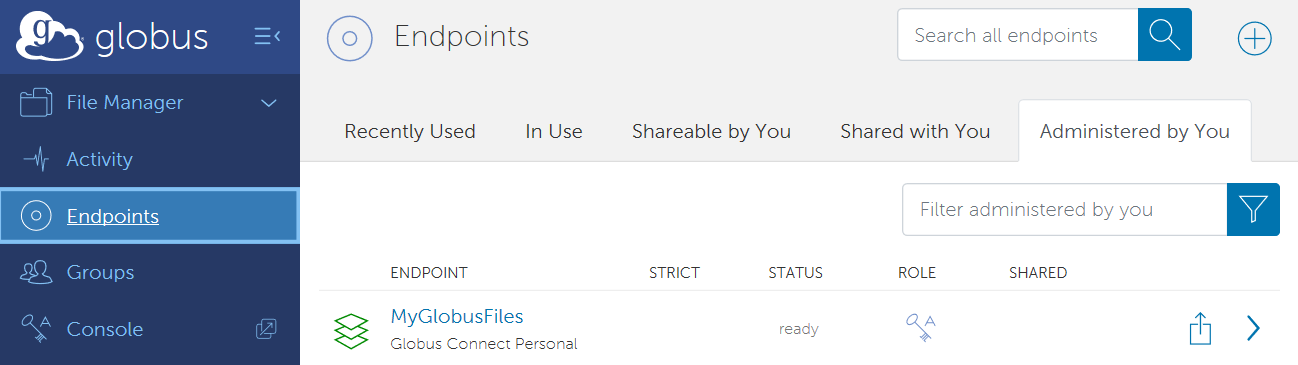 globus
File Manager
Activity
Endpoints
Groups
A Console
Endpoints
Search all endpoints
Recently Used In Use Shareable by You Shared with You Administered by You
Filter administered by you
ENDPOINT STRICT STATUS ROLE SHARED
MyGlobusFiles ready A
Globus Connect Personal